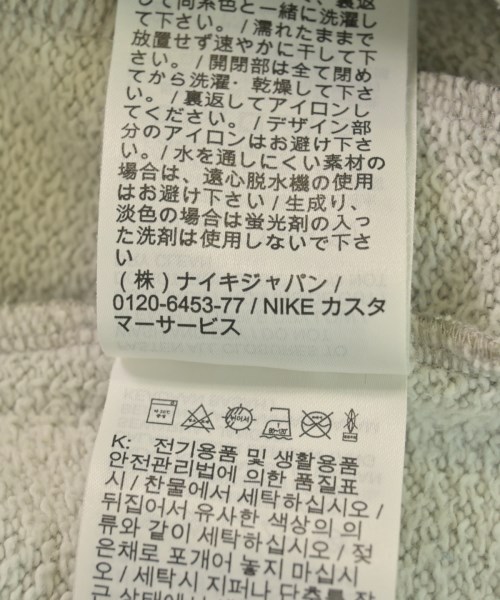 して同系色と一緒に洗濯し
て下さい。/濡れたままで
放置せず速やかに干して下
さい。/開閉部は全て閉め
てから洗濯・乾燥して下さ
い。/裏返してアイロンし
てください。/デザイン部
分のアイロンはお避け下さ
い。/水を通しにくい素材の
場合は、遠心脱水機の使用
はお避け下さい/生成り、
淡色の場合は蛍光剤の入っ
た洗剤は使用しないで下さ
い
(株)ナイキジャパン/
0120-6453-77/NIKE カスタ
マーサービス
K: 전기용품 및 생활용품
안전관리법에 의한 품질표
시/찬물에서 세탁하십시오/
뒤집어서 유사한 색상의 의
류와 같이 세탁하십시오/젖
은채로 포개어 놓지 마십시
오/세탁시 지퍼나 단추를 잠
근 상태에서